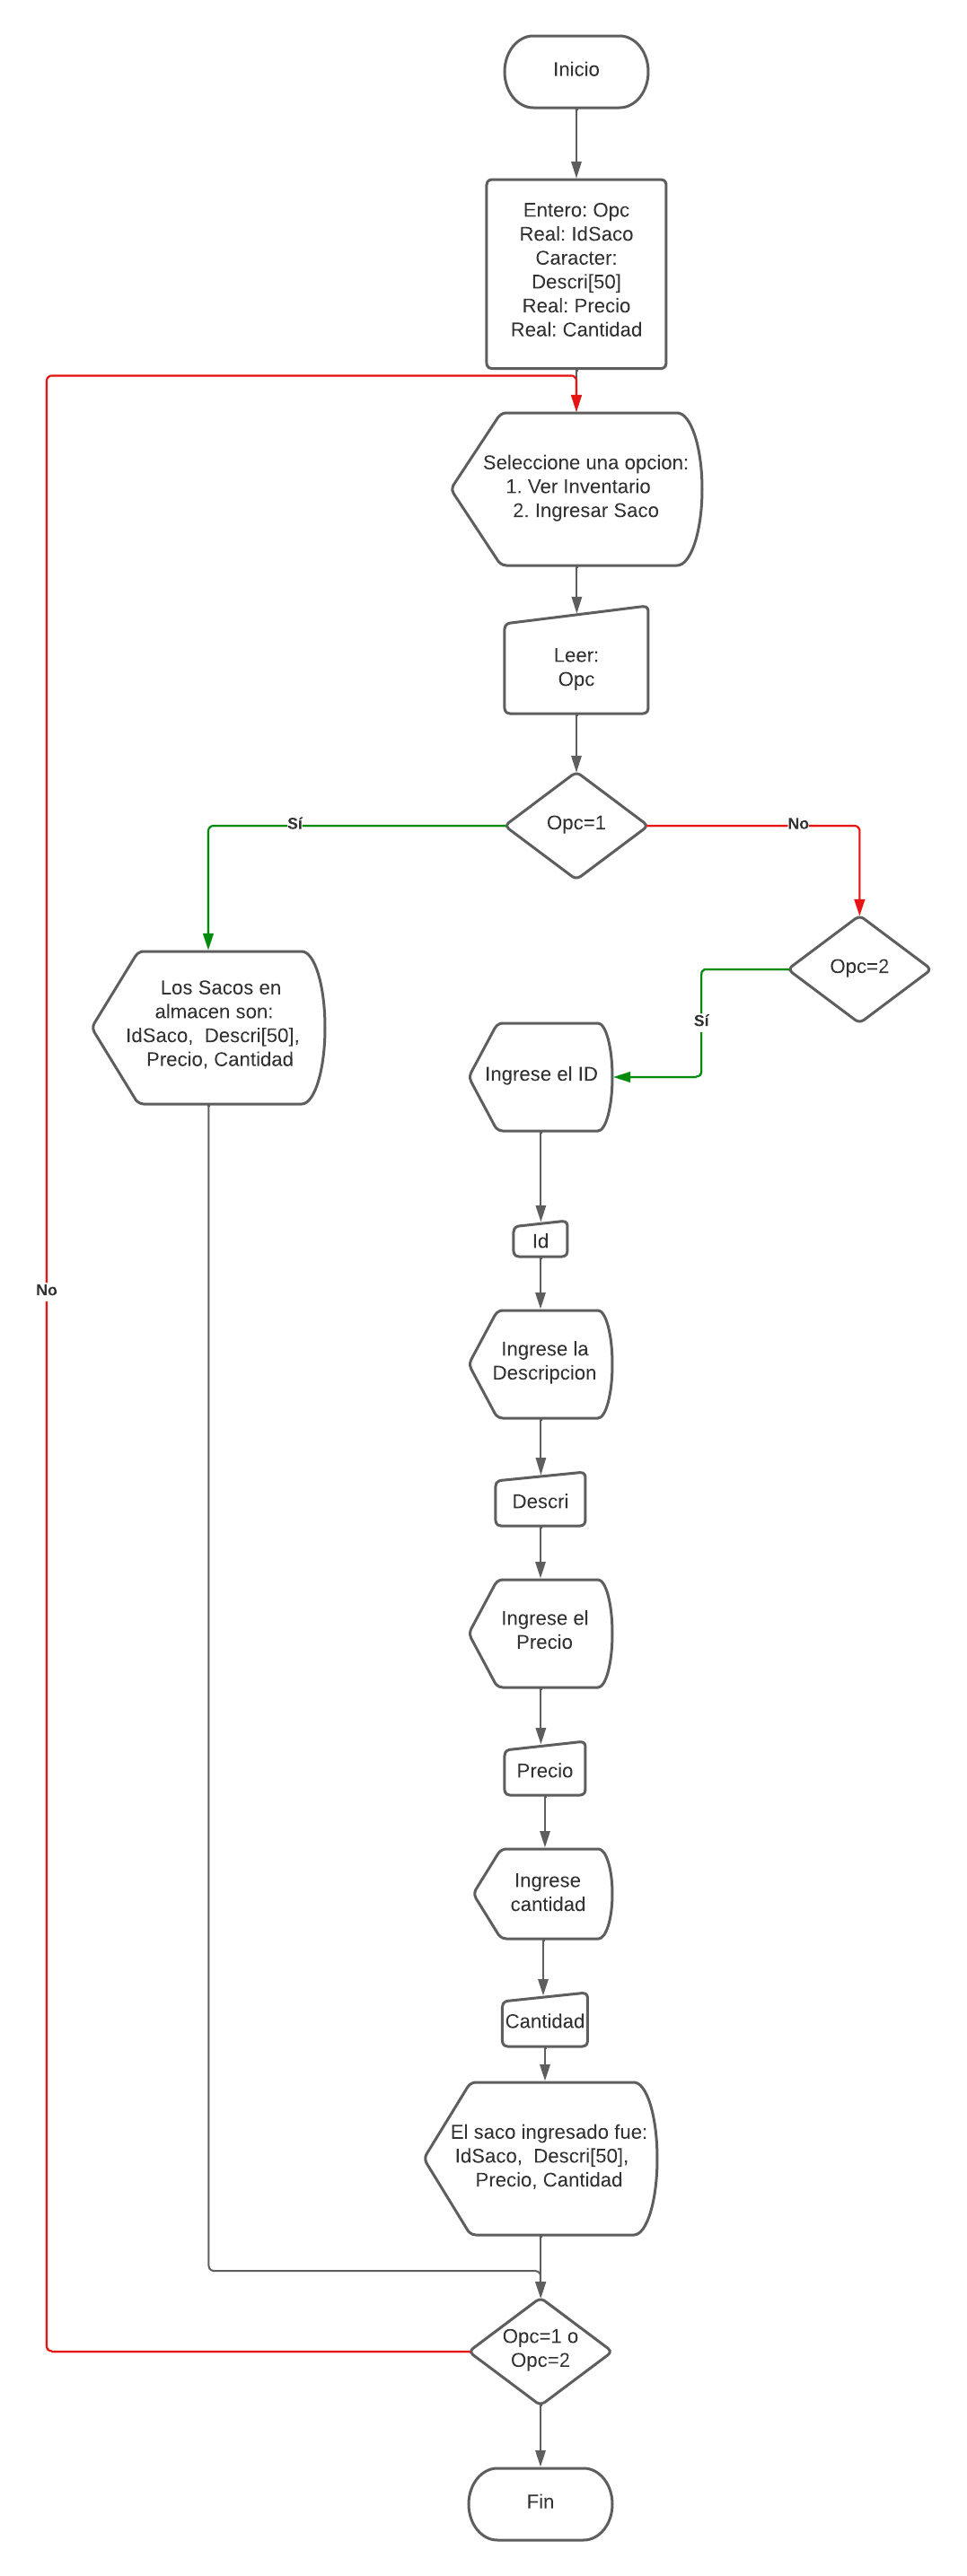 Inicio
Entero: Opc
Real: IdSaco
Caracter:
Descri[50]
Real: Precio
Real: Cantidad
Seleccione una opcion:
1. Ver Inventario
2. Ingresar Saco
Leer:
Opc
Opc=1
Sí
No
Opc=2
Sí
Los Sacos en
almacen son:
IdSaco, Descri[50],
Precio, Cantidad
Ingrese el ID
Id
No
Ingrese la
Descripcion
Descri
Ingrese el
Precio
Precio
Ingrese
cantidad
Cantidad
El saco ingresado fue:
IdSaco, Descri[50],
Precio, Cantidad
Opc=1 o
Opc=2
Fin